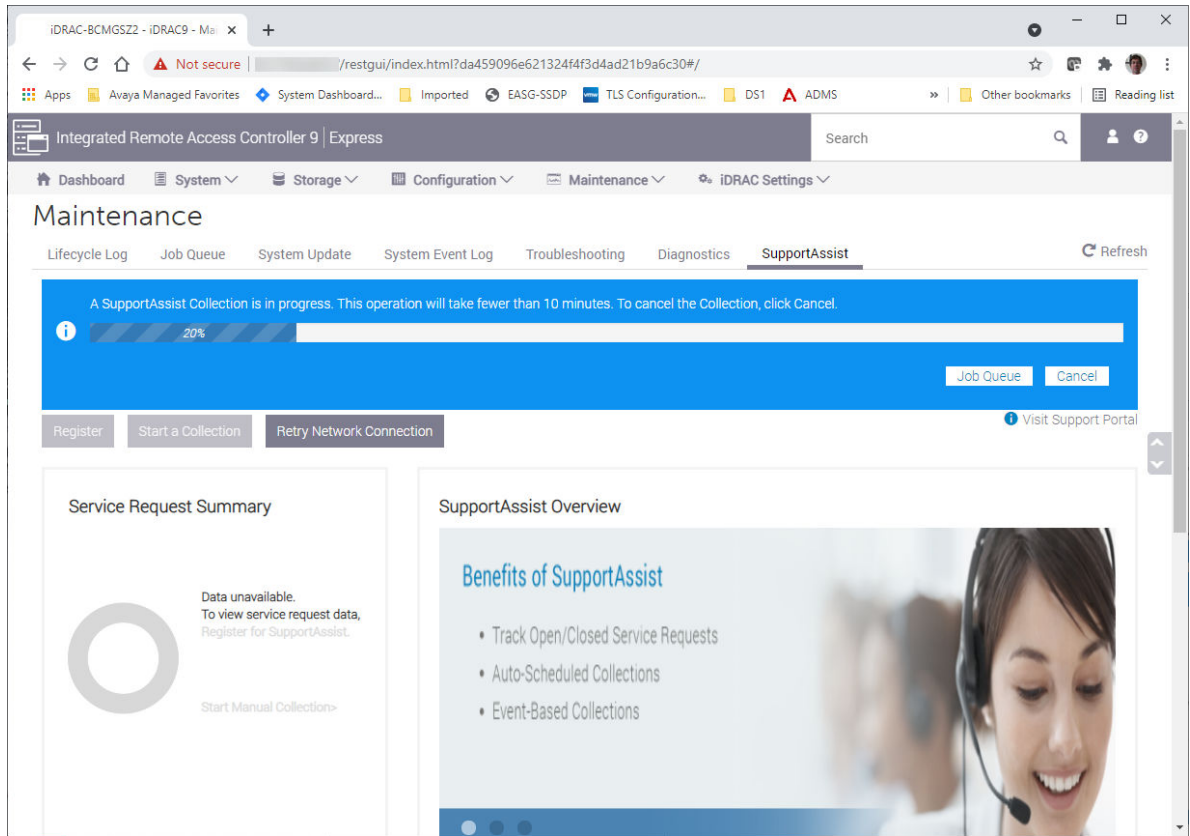 iDRAC-BCMGSZ2 - iDRAC9 - Mai
Not secure
/restgui/index.html?da459096e621324f4f3d4ad21b9a6c30#/
Apps Avaya Managed Favorites System Dashboard... Imported EASG-SSDP vmw TLS Configuration... DS1 ADMS » Other bookmarks Reading list
Integrated Remote Access Controller 9 | Express Search
Dashboard System Storage Configuration Maintenance iDRAC Settings
Maintenance
Lifecycle Log Job Queue System Update System Event Log Troubleshooting Diagnostics SupportAssist Refresh
A SupportAssist Collection is in progress. This operation will take fewer than 10 minutes. To cancel the Collection, click Cancel.
20%
Job Queue Cancel
Register Start a Collection Retry Network Connection Visit Support Portal
Service Request Summary
Data unavailable.
To view service request data,
Register for SupportAssist.
Start Manual Collection>
SupportAssist Overview
Benefits of SupportAssist
• Track Open/Closed Service Requests
• Auto-Scheduled Collections
• Event-Based Collections